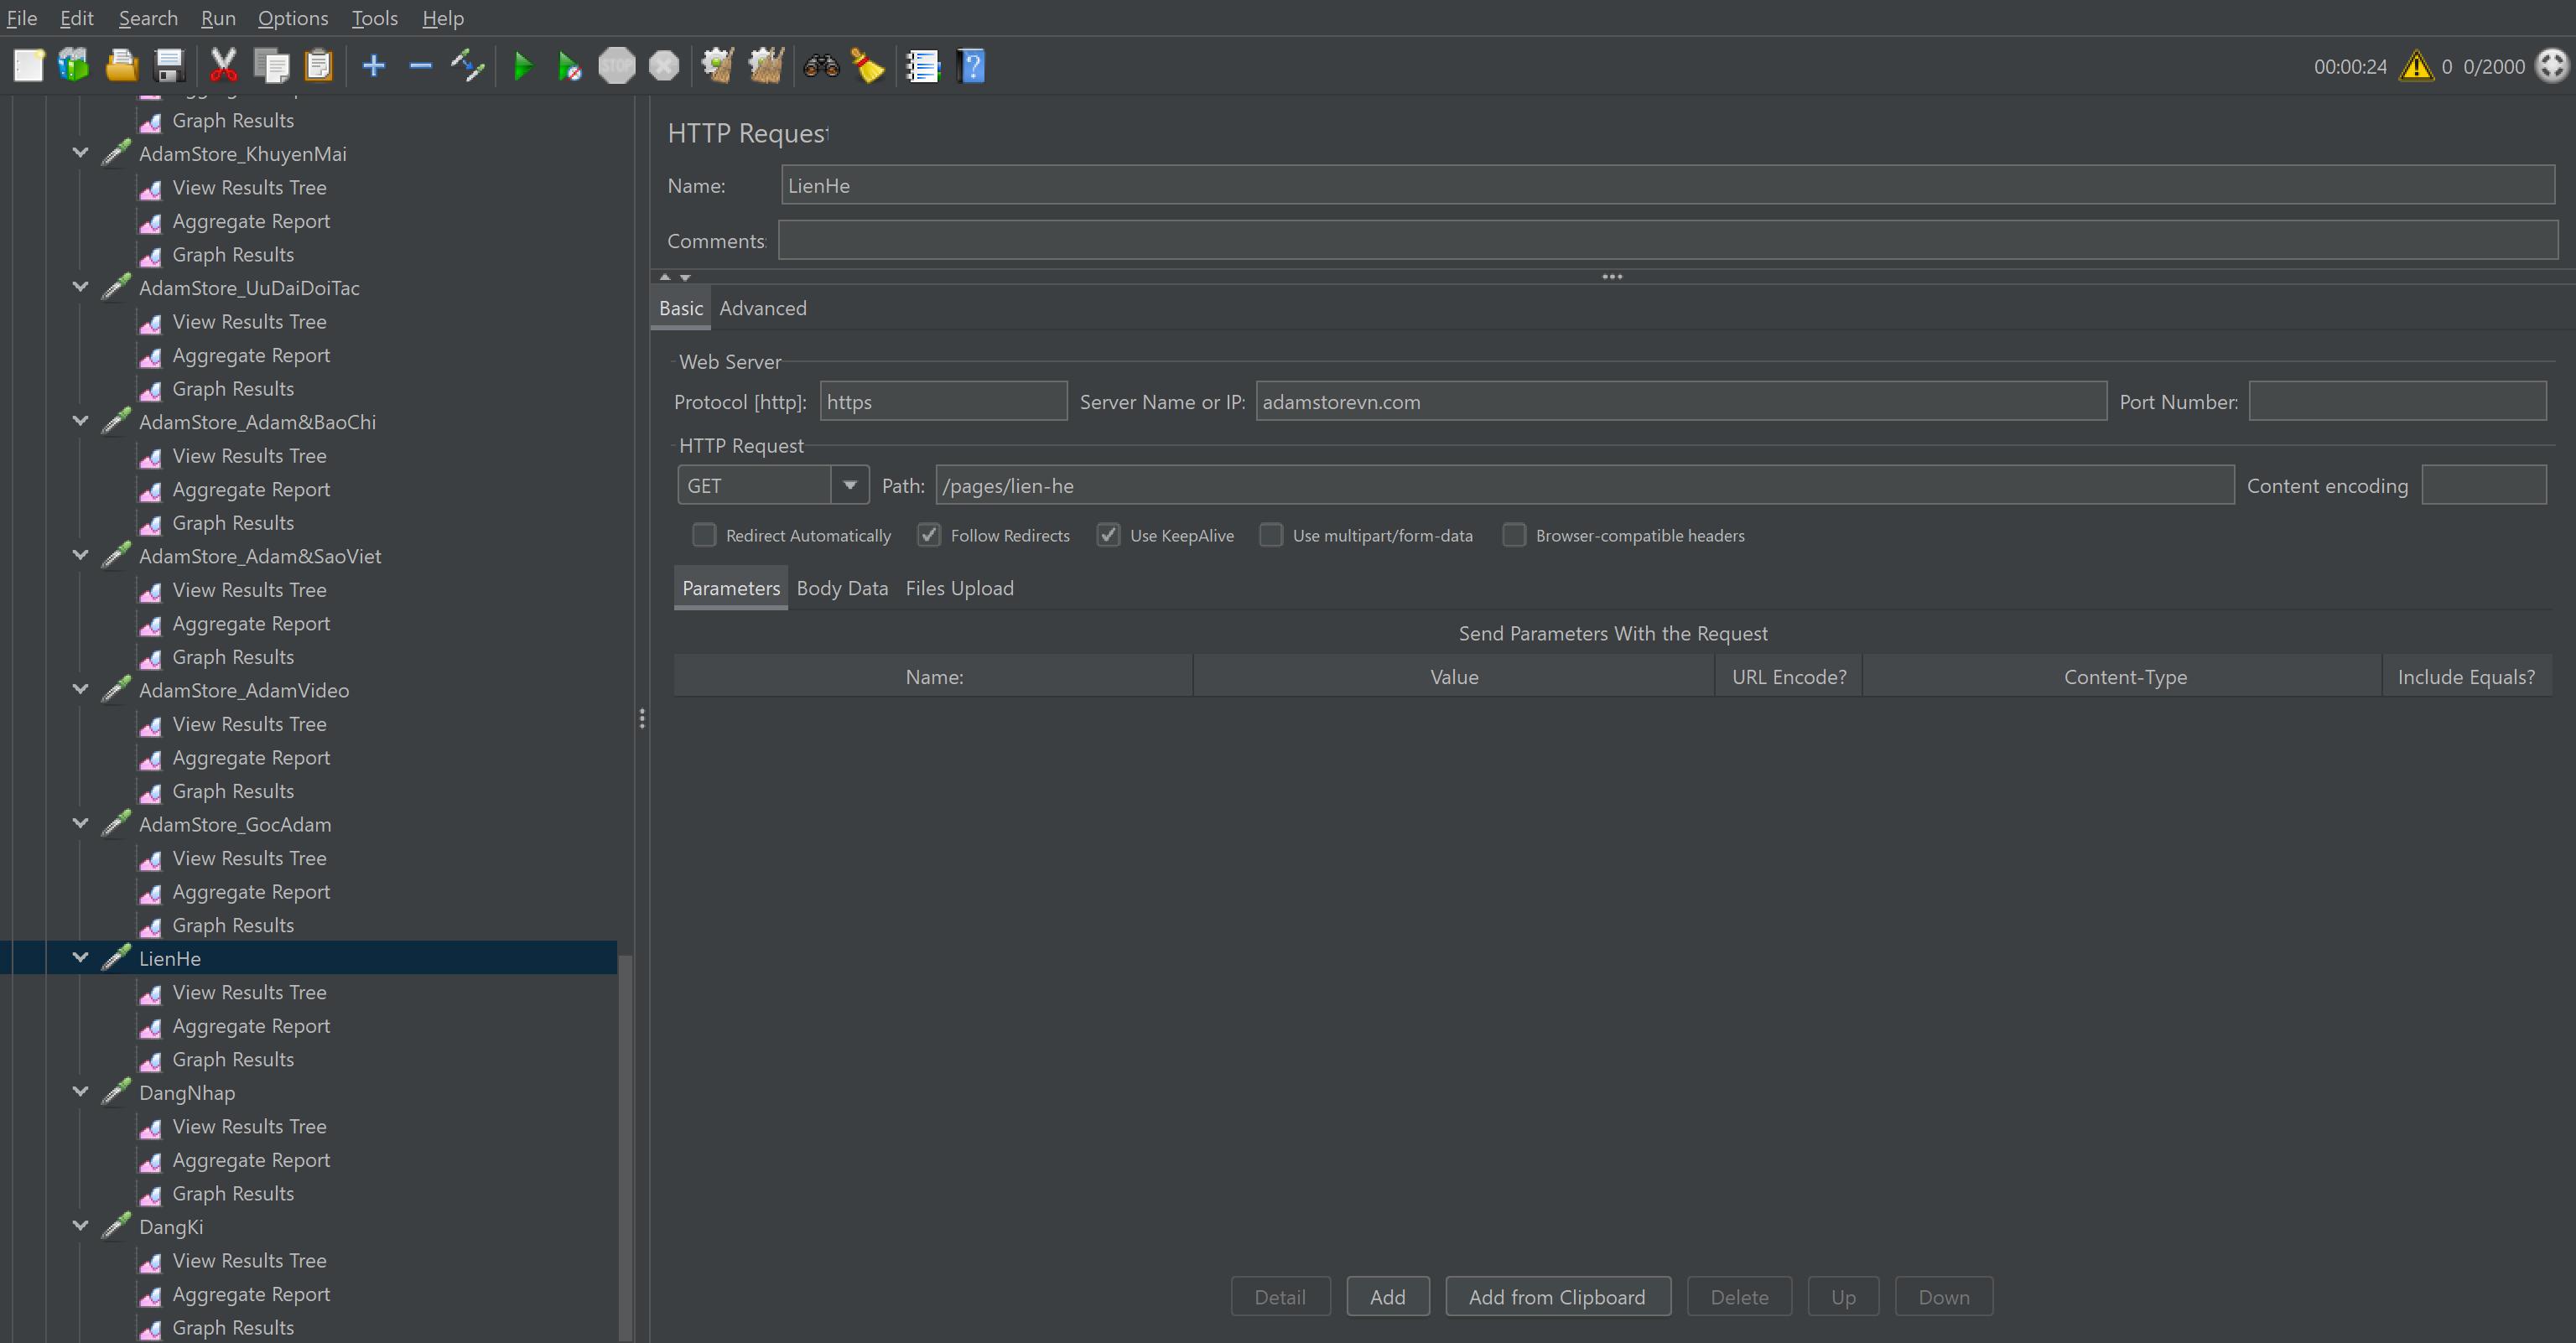 File Edit Search Run Options Tools Help
STOP
00:00:24 0 0/2000
Graph Results
AdamStore_KhuyenMai
View Results Tree
Aggregate Report
Graph Results
AdamStore_UuDaiDoiTac
View Results Tree
Aggregate Report
Graph Results
AdamStore_Adam&BaoChi
View Results Tree
Aggregate Report
Graph Results
AdamStore_Adam&SaoViet
View Results Tree
Aggregate Report
Graph Results
AdamStore_AdamVideo
View Results Tree
Aggregate Report
Graph Results
AdamStore_GocAdam
View Results Tree
Aggregate Report
Graph Results
LienHe
View Results Tree
Aggregate Report
Graph Results
DangNhap
View Results Tree
Aggregate Report
Graph Results
DangKi
View Results Tree
Aggregate Report
Graph Results
HTTP Request
Name: LienHe
Comments:
Basic Advanced
Web Server
Protocol [http]: https Server Name or IP: adamstorevn.com Port Number:
HTTP Request
GET Path: /pages/lien-he Content encoding
Redirect Automatically Follow Redirects Use KeepAlive Use multipart/form-data Browser-compatible headers
Parameters Body Data Files Upload
Send Parameters With the Request
Name: Value URL Encode? Content-Type Include Equals?
Detail Add Add from Clipboard Delete Up Down